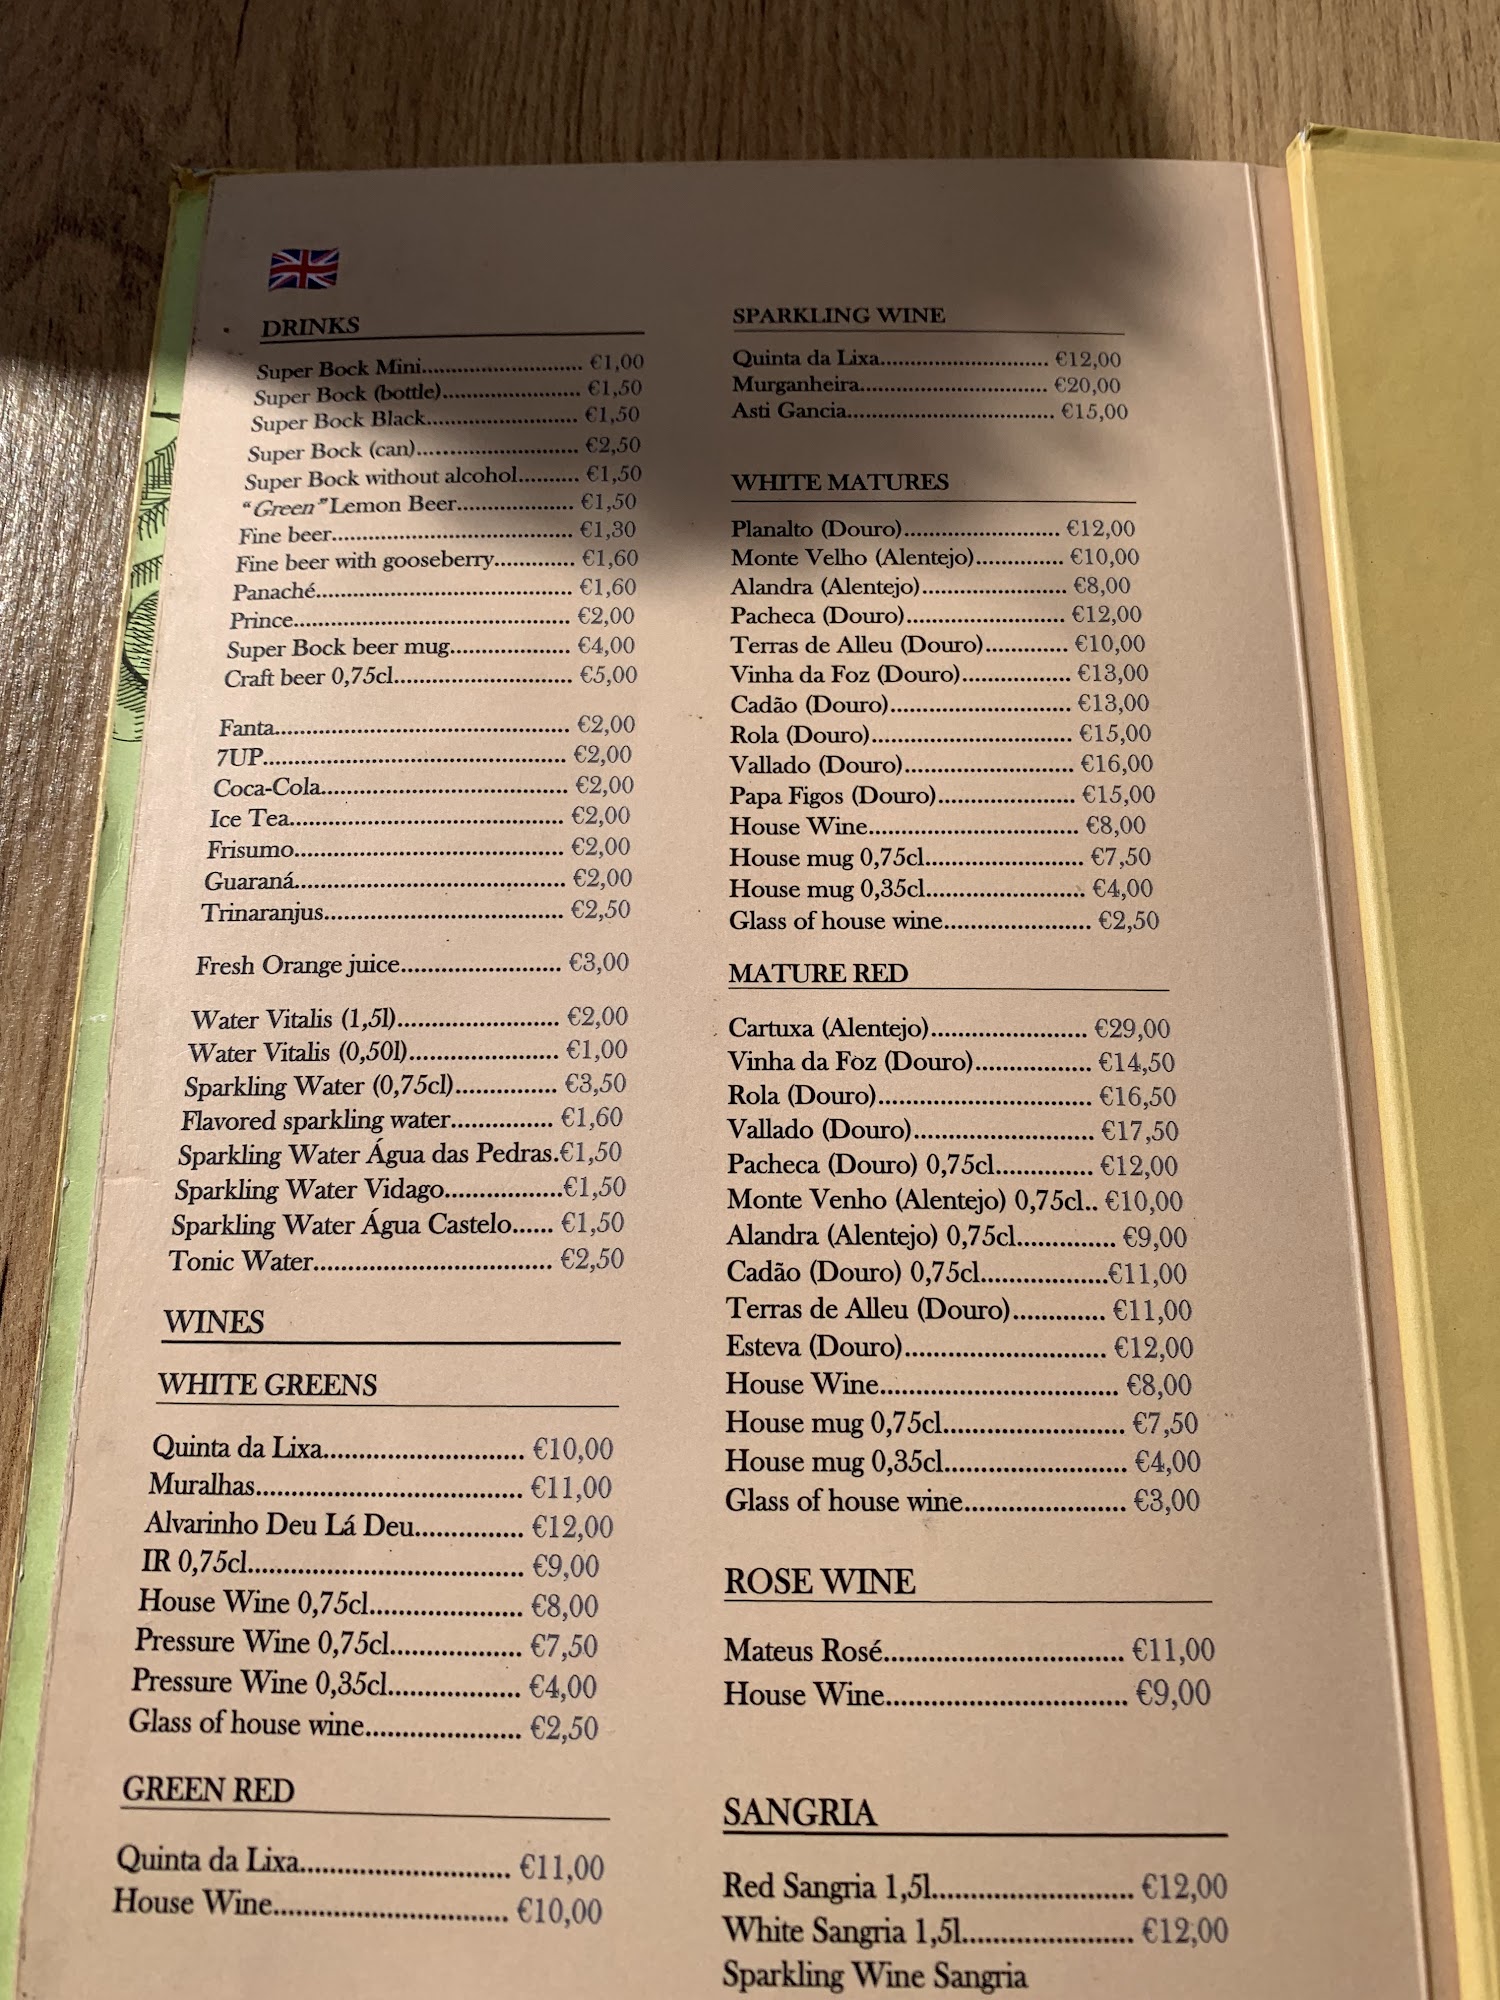 DRINKS
Super Bock Mini............................ €1,00
Super Bock (bottle)........................ €1,50
Super Bock Black........................... €1,50
Super Bock (can)........................... €2,50
Super Bock without alcohol.......... €1,50
“Green” Lemon Beer.................... €1,50
Fine beer........................................ €1,30
Fine beer with gooseberry............. €1,60
Panaché.......................................... €1,60
Prince.............................................. €2,00
Super Bock beer mug.................... €4,00
Craft beer 0,75cl.............................. €5,00
Fanta................................................. €2,00
7UP................................................... €2,00
Coca-Cola......................................... €2,00
Ice Tea.............................................. €2,00
Frisumo............................................. €2,00
Guaraná............................................ €2,00
Trinaranjus....................................... €2,50
Fresh Orange juice.......................... €3,00
Water Vitalis (1,5l)........................... €2,00
Water Vitalis (0,50l)......................... €1,00
Sparkling Water (0,75cl)................. €3,50
Flavored sparkling water................. €1,60
Sparkling Water Água das Pedras.€1,50
Sparkling Water Vidago..................€1,50
Sparkling Water Água Castelo...... €1,50
Tonic Water..................................... €2,50
WINES
WHITE GREENS
Quinta da Lixa............................... €10,00
Muralhas......................................... €11,00
Alvarinho Deu Lá Deu................ €12,00
IR 0,75cl.......................................... €9,00
House Wine 0,75cl....................... €8,00
Pressure Wine 0,75cl.................... €7,50
Pressure Wine 0,35cl.................... €4,00
Glass of house wine....................... €2,50
GREEN RED
Quinta da Lixa................................ €11,00
House Wine................................... €10,00
SPARKLING WINE
Quinta da Lixa............................ €12,00
Murganheira............................... €20,00
Asti Gancia.................................. €15,00
WHITE MATURES
Planalto (Douro).......................... €12,00
Monte Velho (Alentejo).............. €10,00
Alandra (Alentejo)....................... €8,00
Pacheca (Douro).......................... €12,00
Terras de Alleu (Douro)............. €10,00
Vinha da Foz (Douro)................. €13,00
Cadão (Douro)............................. €13,00
Rola (Douro)................................ €15,00
Vallado (Douro)........................... €16,00
Papa Figos (Douro)..................... €15,00
House Wine................................. €8,00
House mug 0,75cl........................ €7,50
House mug 0,35cl........................ €4,00
Glass of house wine..................... €2,50
MATURE RED
Cartuxa (Alentejo)....................... €29,00
Vinha da Foz (Douro)................. €14,50
Rola (Douro)................................ €16,50
Vallado (Douro)........................... €17,50
Pacheca (Douro) 0,75cl.............. €12,00
Monte Venho (Alentejo) 0,75cl.. €10,00
Alandra (Alentejo) 0,75cl.............. €9,00
Cadão (Douro) 0,75cl..................€11,00
Terras de Alleu (Douro)............. €11,00
Esteva (Douro)............................. €12,00
House Wine.................................. €8,00
House mug 0,75cl......................... €7,50
House mug 0,35cl......................... €4,00
Glass of house wine...................... €3,00
ROSE WINE
Mateus Rosé.................................. €11,00
House Wine.................................. €9,00
SANGRIA
Red Sangria 1,5l........................... €12,00
White Sangria 1,5l....................... €12,00
Sparkling Wine Sangria